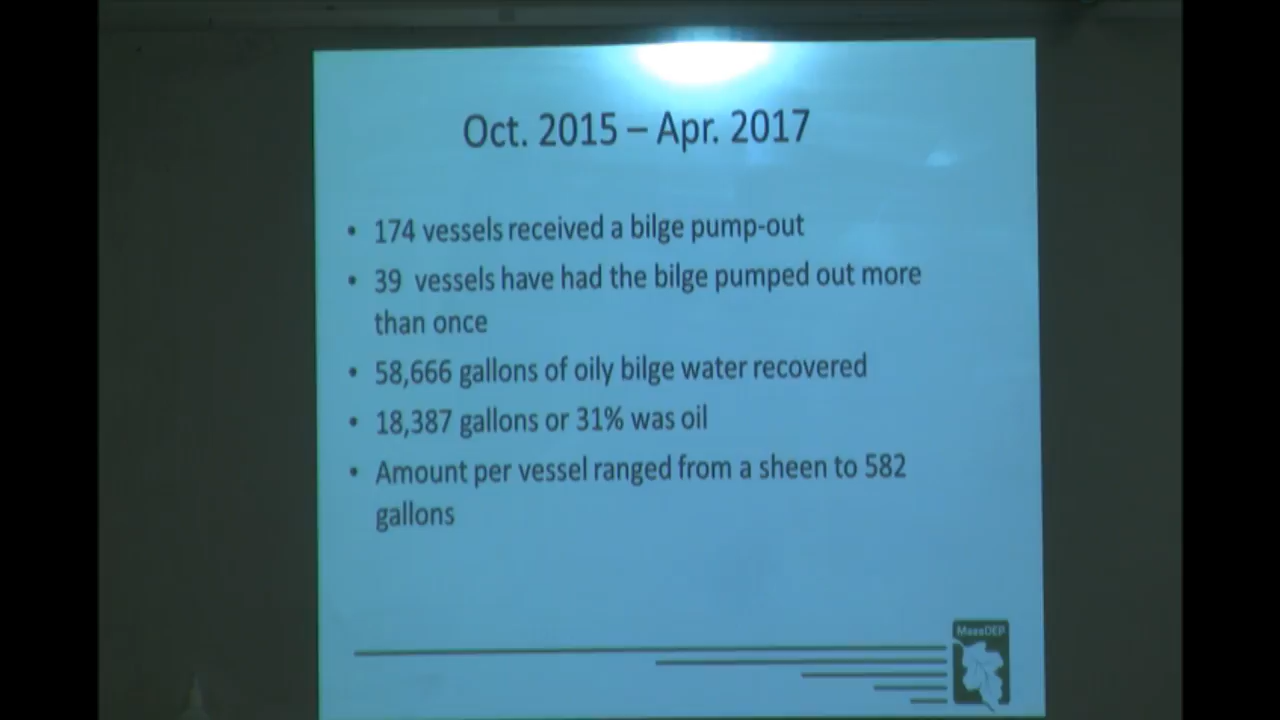 Oct. 2015 – Apr. 2017
• 174 vessels received a bilge pump-out
• 39 vessels have had the bilge pumped out more
than once
• 58,666 gallons of oily bilge water recovered
• 18,387 gallons or 31% was oil
• Amount per vessel ranged from a sheen to 582
gallons
MassDEP